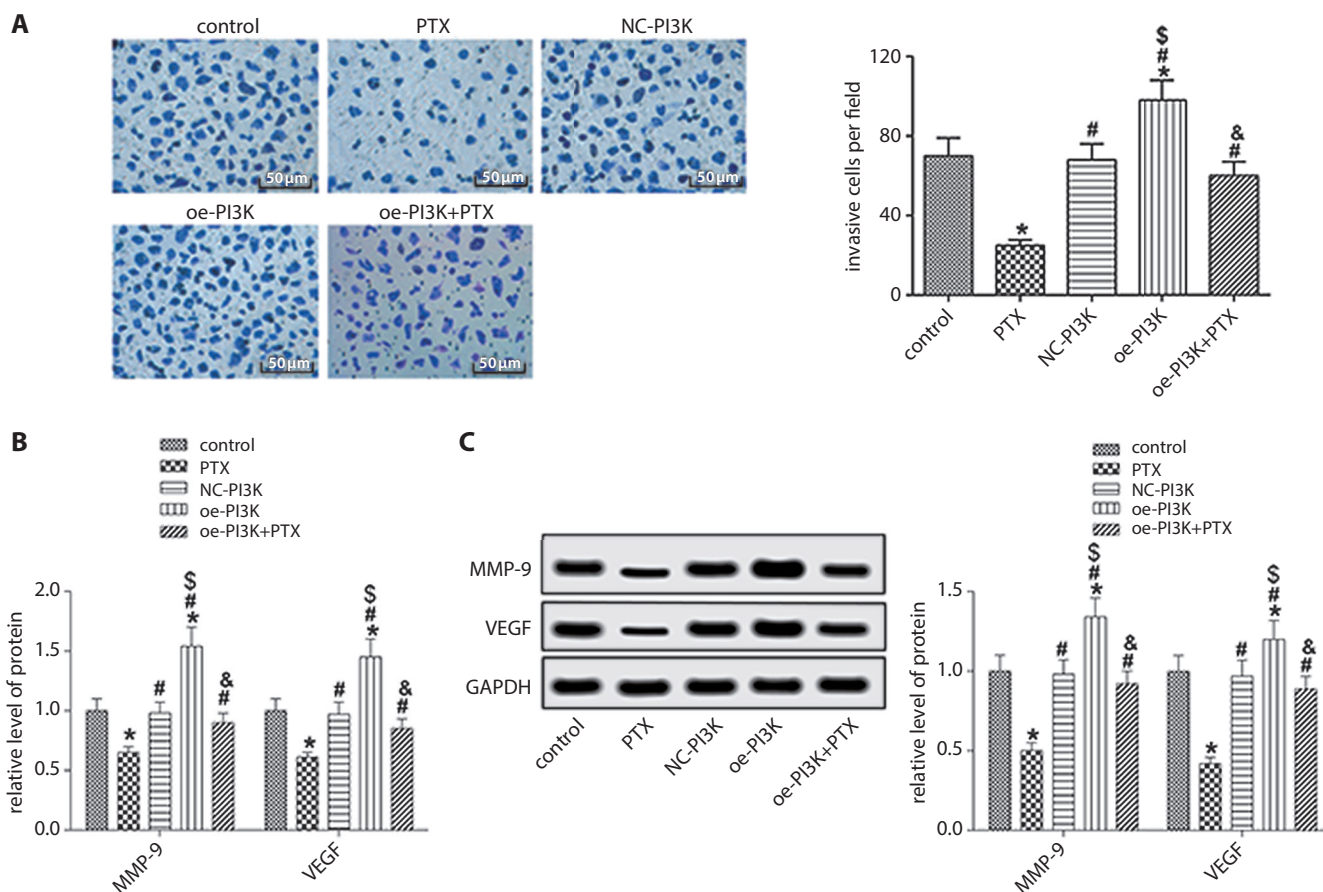 A
control
PTX
NC-PI3K
50μm
50μm
50μm
oe-PI3K
oe-PI3K+PTX
50μm
50μm
invasive cells per field
120
80
40
0
*
#
$
#
*
&
#
control
PTX
NC-PI3K
oe-PI3K
oe-PI3K+PTX
B
control
PTX
NC-PI3K
oe-PI3K
oe-PI3K+PTX
relative level of protein
2.0
1.5
1.0
0.5
0.0
*
#
$
#
*
&
#
*
#
$
#
*
&
#
MMP-9
VEGF
C
MMP-9
VEGF
GAPDH
control
PTX
NC-PI3K
oe-PI3K
oe-PI3K+PTX
control
PTX
NC-PI3K
oe-PI3K
oe-PI3K+PTX
relative level of protein
1.5
1.0
0.5
0.0
*
#
$
#
*
&
#
*
#
$
#
*
&
#
MMP-9
VEGF